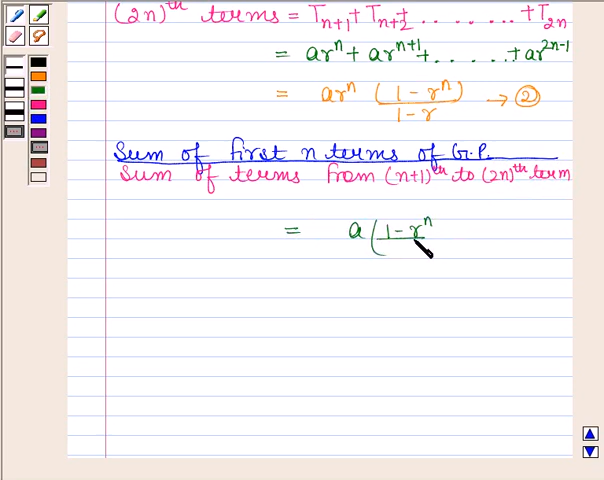 (2n)ᵗʰ terms = Tₙ₊₁ + Tₙ₊₂ + . . . . . . . + T₂ₙ
= arⁿ + arⁿ⁺¹ + . . . . . . + ar²ⁿ⁻¹
= arⁿ (1 - rⁿ)/(1 - r) → ②
Sum of first n terms of G.P.
Sum of terms from (n+1)ᵗʰ to (2n)ᵗʰ term
= a (1 - rⁿ